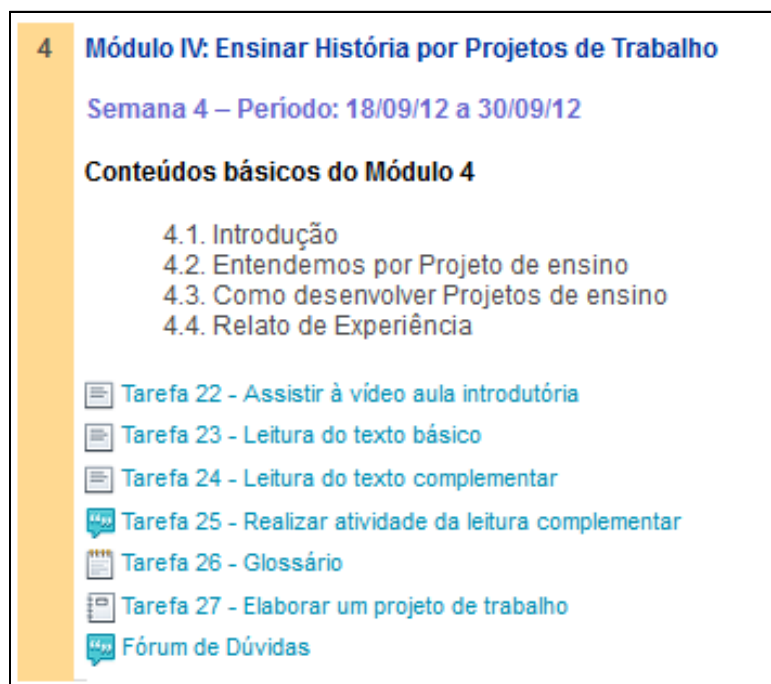 4 Módulo IV: Ensinar História por Projetos de Trabalho
Semana 4 – Período: 18/09/12 a 30/09/12
Conteúdos básicos do Módulo 4
4.1. Introdução
4.2. Entendemos por Projeto de ensino
4.3. Como desenvolver Projetos de ensino
4.4. Relato de Experiência
Tarefa 22 - Assistir à vídeo aula introdutória
Tarefa 23 - Leitura do texto básico
Tarefa 24 - Leitura do texto complementar
Tarefa 25 - Realizar atividade da leitura complementar
Tarefa 26 - Glossário
Tarefa 27 - Elaborar um projeto de trabalho
Fórum de Dúvidas